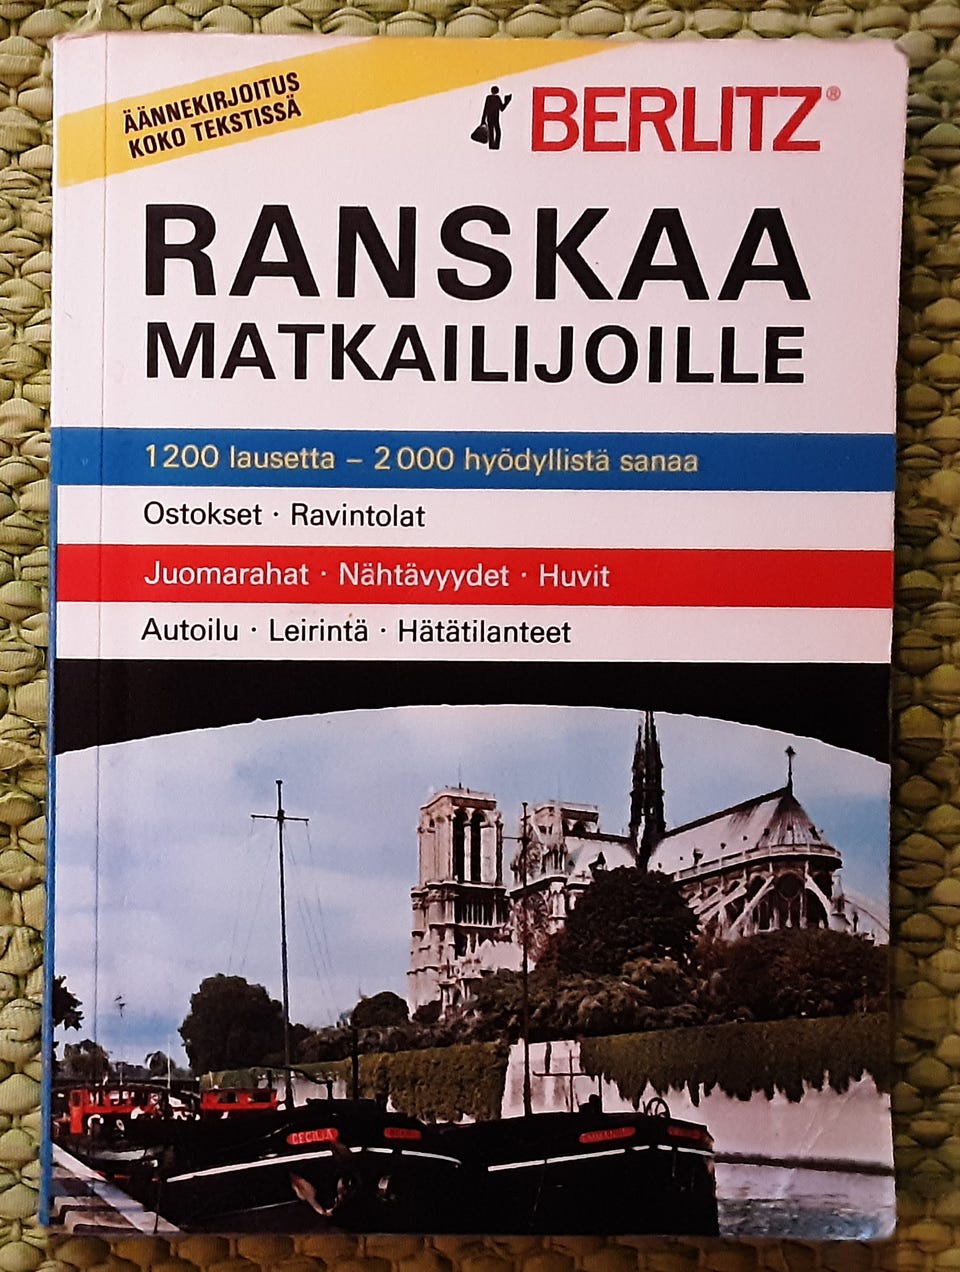 ÄÄNNEKIRJOITUS
KOKO TEKSTISSÄ
BERLITZ®
RANSKAA
MATKAILIJOILLE
1200 lausetta – 2000 hyödyllistä sanaa
Ostokset · Ravintolat
Juomarahat · Nähtävyydet · Huvit
Autoilu · Leirintä · Hätätilanteet
CECILIA